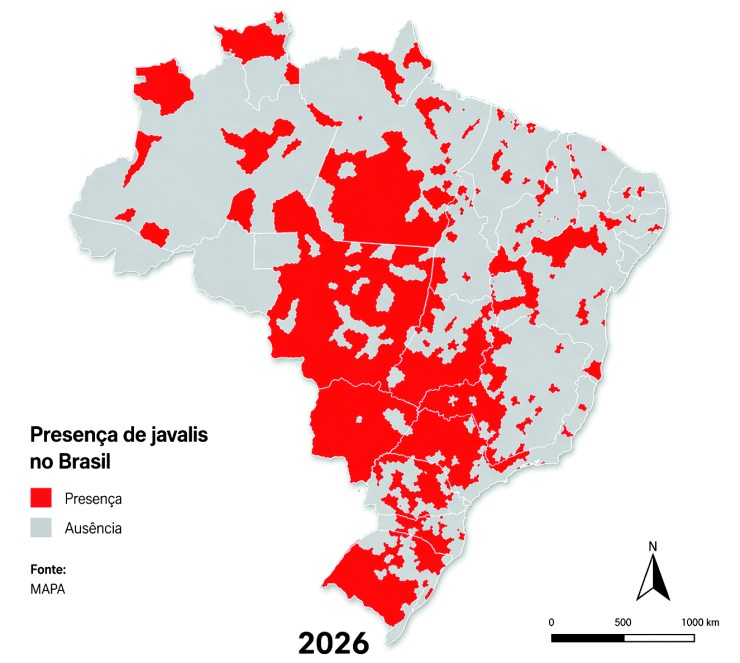 Presença de javalis
no Brasil
Presença
Ausência
Fonte:
MAPA
2026
N
0 500 1000 km